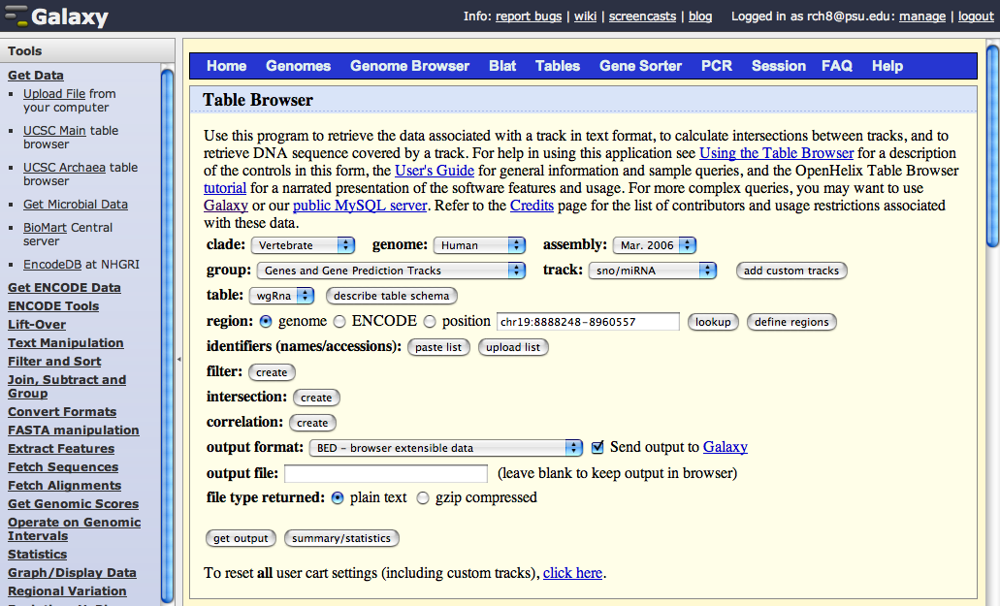 Galaxy
Info: report bugs | wiki | screencasts | blog Logged in as rch8@psu.edu: manage | logout
Tools
Get Data
Upload File from
your computer
UCSC Main table
browser
UCSC Archaea table
browser
Get Microbial Data
BioMart Central
server
EncodeDB at NHGRI
Get ENCODE Data
ENCODE Tools
Lift-Over
Text Manipulation
Filter and Sort
Join, Subtract and
Group
Convert Formats
FASTA manipulation
Extract Features
Fetch Sequences
Fetch Alignments
Get Genomic Scores
Operate on Genomic
Intervals
Statistics
Graph/Display Data
Regional Variation
Home Genomes Genome Browser Blat Tables Gene Sorter PCR Session FAQ Help
Table Browser
Use this program to retrieve the data associated with a track in text format, to calculate intersections between tracks, and to
retrieve DNA sequence covered by a track. For help in using this application see Using the Table Browser for a description
of the controls in this form, the User's Guide for general information and sample queries, and the OpenHelix Table Browser
tutorial for a narrated presentation of the software features and usage. For more complex queries, you may want to use
Galaxy or our public MySQL server. Refer to the Credits page for the list of contributors and usage restrictions associated
with these data.
clade: Vertebrate genome: Human assembly: Mar. 2006
group: Genes and Gene Prediction Tracks track: sno/miRNA add custom tracks
table: wgRna describe table schema
region: genome ENCODE position chr19:8888248-8960557 lookup define regions
identifiers (names/accessions): paste list upload list
filter: create
intersection: create
correlation: create
output format: BED - browser extensible data Send output to Galaxy
output file: (leave blank to keep output in browser)
file type returned: plain text gzip compressed
get output summary/statistics
To reset all user cart settings (including custom tracks), click here.